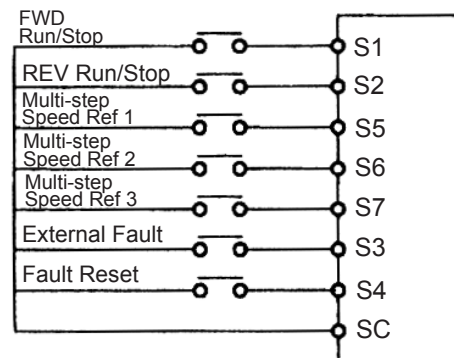 FWD
Run/Stop
S1
REV Run/Stop
S2
Multi-step
Speed Ref 1
S5
Multi-step
Speed Ref 2
S6
Multi-step
Speed Ref 3
S7
External Fault
S3
Fault Reset
S4
SC